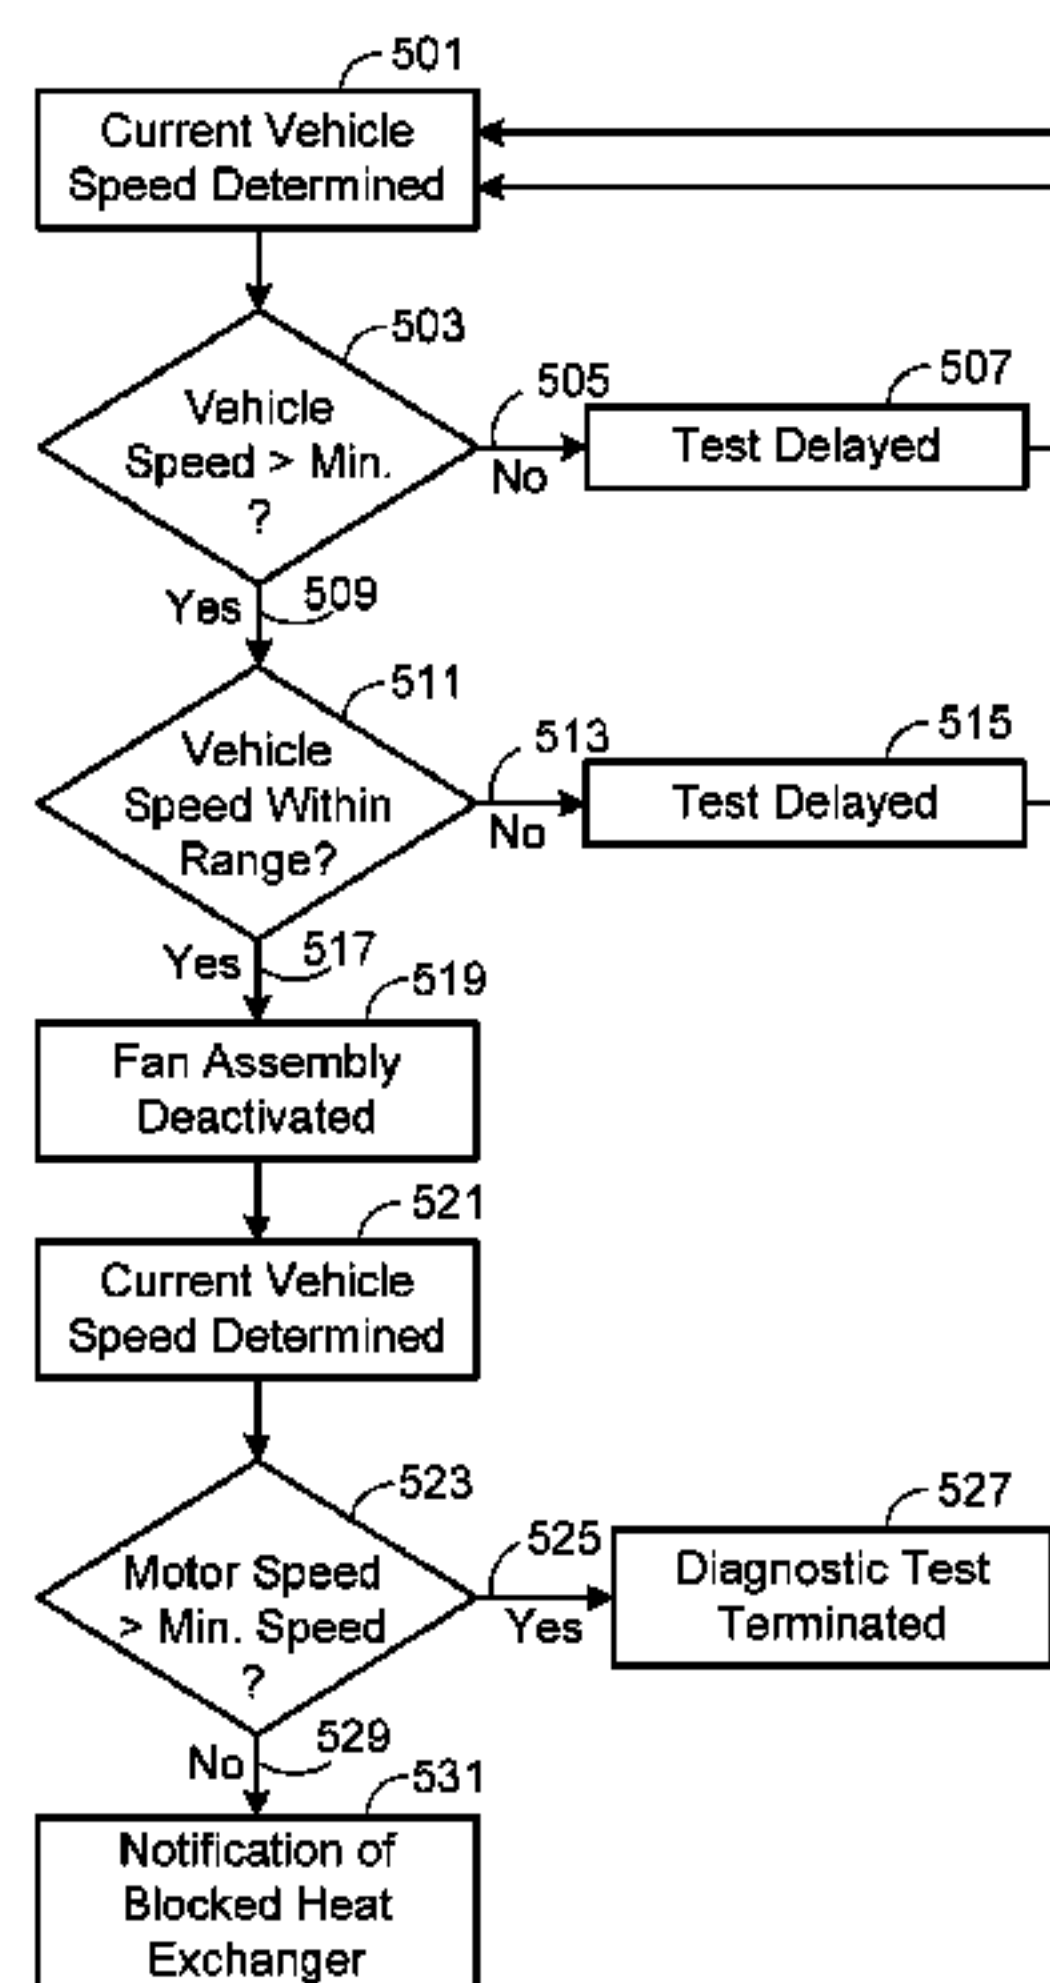 501
Current Vehicle
Speed Determined
503
Vehicle
Speed > Min.
?
505
No
507
Test Delayed
Yes
509
511
Vehicle
Speed Within
Range?
513
No
515
Test Delayed
Yes
517
519
Fan Assembly
Deactivated
521
Current Vehicle
Speed Determined
523
Motor Speed
> Min. Speed
?
525
Yes
527
Diagnostic Test
Terminated
No
529
531
Notification of
Blocked Heat
Exchanger